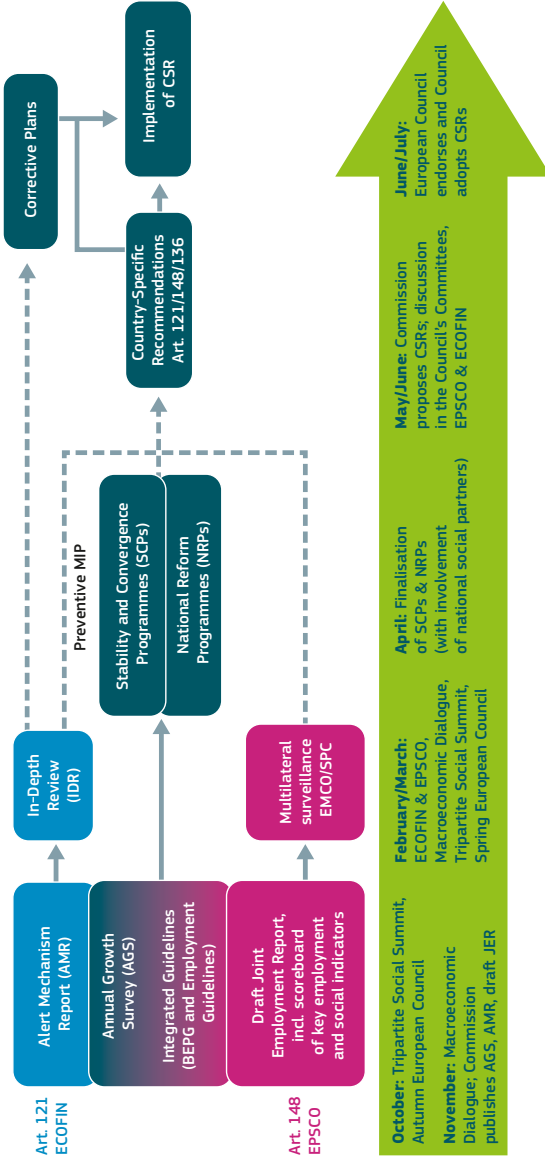 Art. 121
ECOFIN
Alert Mechanism
Report (AMR)
In-Depth
Review
(IDR)
Corrective Plans
Preventive MIP
Annual Growth
Survey (AGS)
Integrated Guidelines
(BEPG and Employment
Guidelines)
Stability and Convergence
Programmes (SCPs)
National Reform
Programmes (NRPs)
Country-Specific
Recommendations
Art. 121/148/136
Implementation
of CSR
Art. 148
EPSCO
Draft Joint
Employment Report,
incl. scoreboard
of key employment
and social indicators
Multilateral
surveillance
EMCO/SPC
October: Tripartite Social Summit,
Autumn European Council
November: Macroeconomic
Dialogue; Commission
publishes AGS, AMR, draft JER
February/March:
ECOFIN & EPSCO,
Macroeconomic Dialogue,
Tripartite Social Summit,
Spring European Council
April: Finalisation
of SCPs & NRPs
(with involvement
of national social partners)
May/June: Commission
proposes CSRs; discussion
in the Council's Committees,
EPSCO & ECOFIN
June/July:
European Council
endorses and Council
adopts CSRs